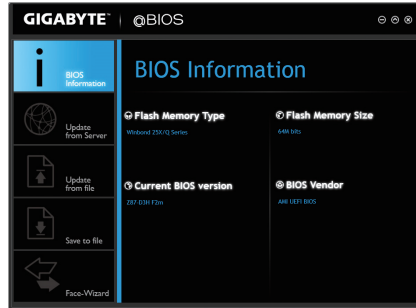 GIGABYTE™ @BIOS
BIOS
Information
Update
from Server
Update
from file
Save to file
Face-Wizard
BIOS Information
Flash Memory Type
Winbond 25X/Q Series
Flash Memory Size
64M bits
Current BIOS version
Z87-D3H F2m
BIOS Vendor
AMI UEFI BIOS